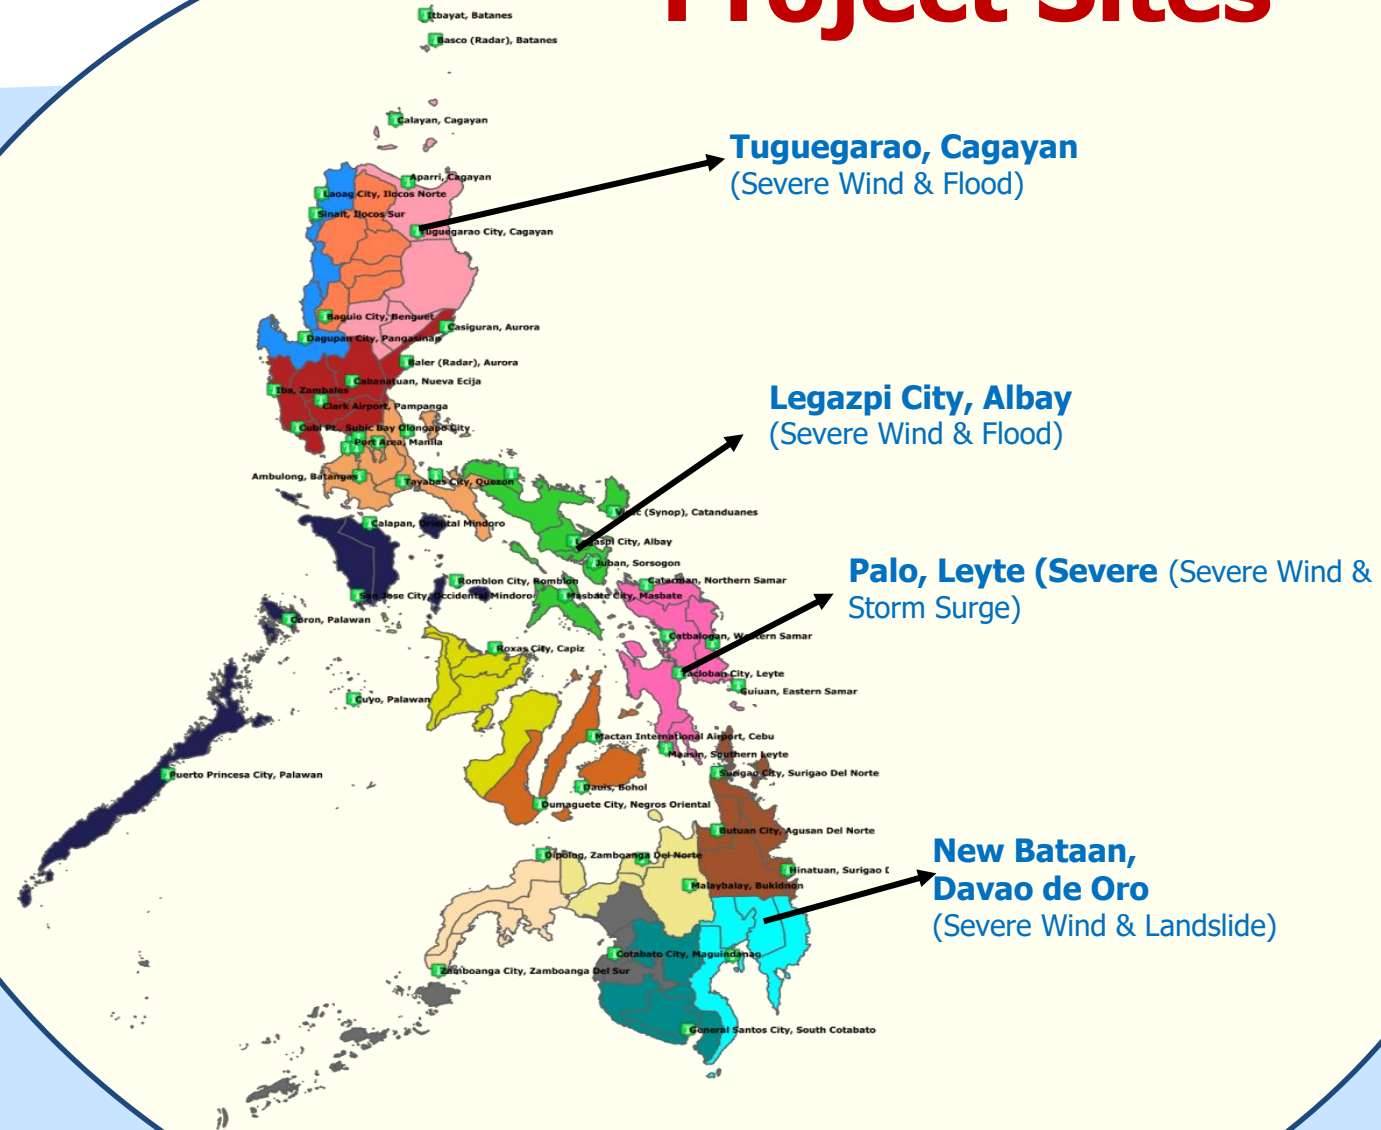 Project Sites
Itbayat, Batanes
Basco (Radar), Batanes
Calayan, Cagayan
Tuguegarao, Cagayan
(Severe Wind & Flood)
Aparri, Cagayan
Laoag City, Ilocos Norte
Sinait, Ilocos Sur
Tuguegarao City, Cagayan
Baguio City, Benguet
Casiguran, Aurora
Dagupan City, Pangasinan
Baler (Radar), Aurora
Cabanatuan, Nueva Ecija
Iba, Zambales
Clark Airport, Pampanga
Legazpi City, Albay
(Severe Wind & Flood)
Cubi Pt., Subic Bay Olongapo City
Port Area, Manila
Ambulong, Batangas
Tayabas City, Quezon
(Synop), Catanduanes
Calapan, Oriental Mindoro
City, Albay
Juban, Sorsogon
Palo, Leyte (Severe (Severe Wind &
Storm Surge)
Romblon City, Romblon
Catarman, Northern Samar
San Jose City, Occidental Mindoro
Masbate City, Masbate
Coron, Palawan
Catbalogan, Western Samar
Roxas City, Capiz
Tacloban City, Leyte
Guiuan, Eastern Samar
Cuyo, Palawan
Mactan International Airport, Cebu
Maasin, Southern Leyte
Puerto Princesa City, Palawan
Surigao City, Surigao Del Norte
Dauis, Bohol
Dumaguete City, Negros Oriental
Butuan City, Agusan Del Norte
New Bataan,
Davao de Oro
(Severe Wind & Landslide)
Dipolog, Zamboanga Del Norte
Hinatuan, Surigao
Malaybalay, Bukidnon
Cotabato City, Maguindanao
Zamboanga City, Zamboanga Del Sur
General Santos City, South Cotabato